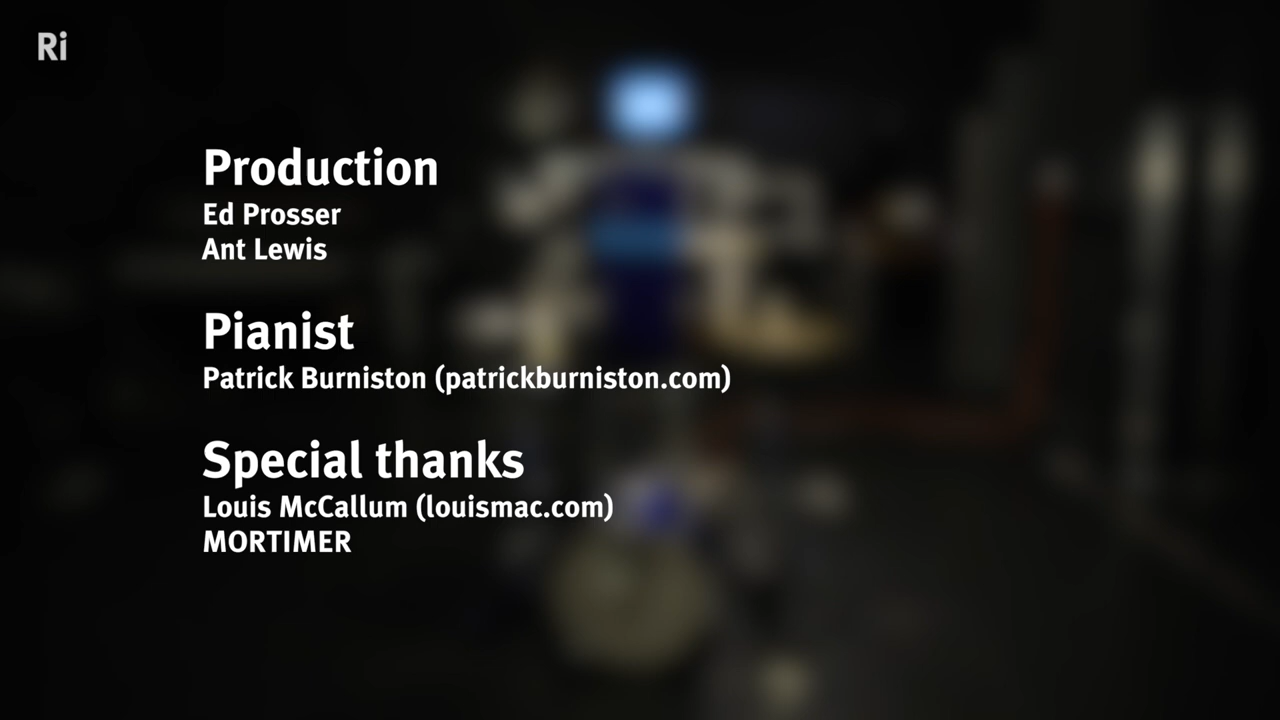 Ri
Production
Ed Prosser
Ant Lewis
Pianist
Patrick Burniston (patrickburniston.com)
Special thanks
Louis McCallum (louismac.com)
MORTIMER